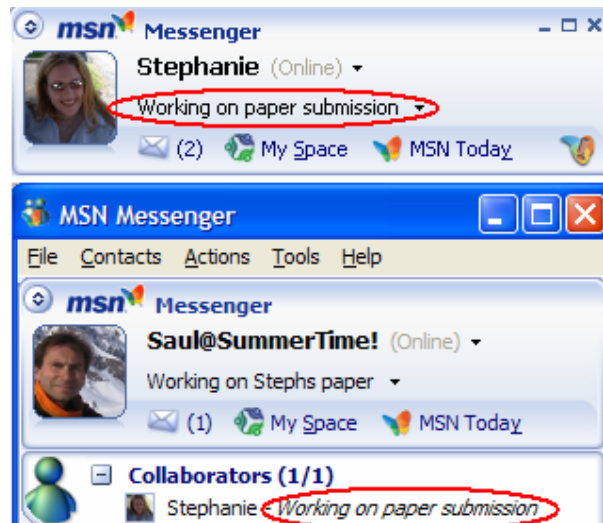 msn Messenger
Stephanie (Online)
Working on paper submission
(2) My Space MSN Today
MSN Messenger
File Contacts Actions Tools Help
msn Messenger
Saul@SummerTime! (Online)
Working on Stephs paper
(1) My Space MSN Today
Collaborators (1/1)
Stephanie - Working on paper submission